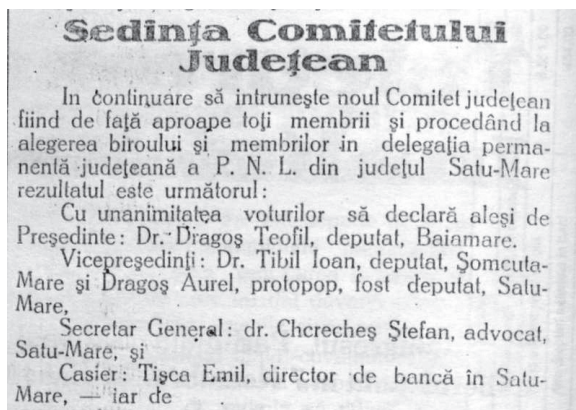 Sedința Comitetului
Județean
In continuare să intrunește noul Comitet județean
fiind de față aproape toți membrii și procedând la
alegerea biroului și membrilor in delegația perma-
nentă județeană a P. N. L. din județul Satu-Mare
rezultatul este următorul :
Cu unanimitatea voturilor să declară aleși de
Președinte : Dr. Dragoș Teofil, deputat, Baiamare.
Vicepreședinți : Dr. Tibil Ioan, deputat, Șomcuta-
Mare și Dragoș Aurel, protopop, fost deputat, Satu-
Mare,
Secretar General : dr. Chcrecheș Ștefan, advocat,
Satu-Mare, și
Casier : Tișca Emil, director de bancă în Satu-
Mare, — iar de